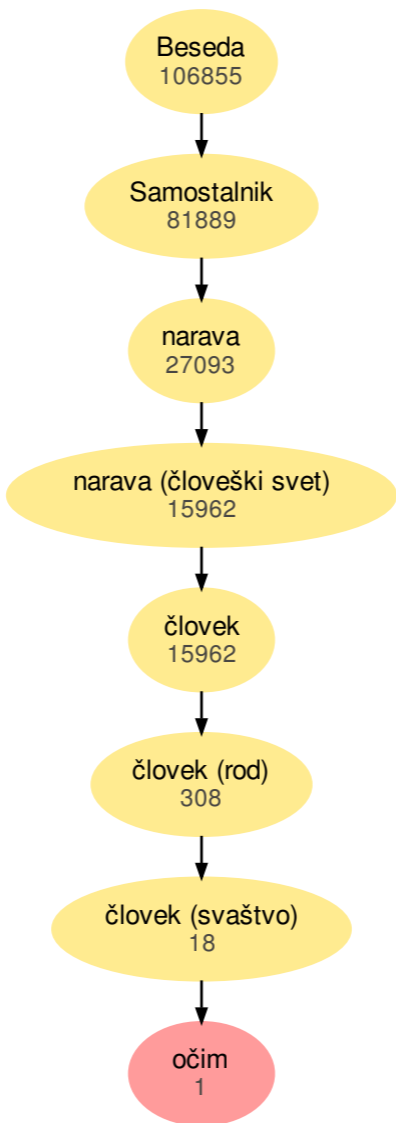 Beseda
106855
Samostalnik
81889
narava
27093
narava (človeški svet)
15962
človek
15962
človek (rod)
308
človek (svaštvo)
18
očim
1